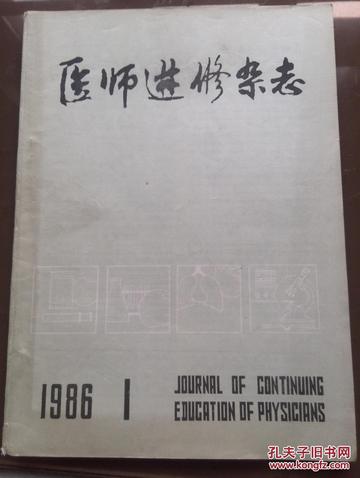 医师进修杂志
1986 1
JOURNAL OF CONTINUING
EDUCATION OF PHYSICIANS
孔夫子旧书网
KONGFZ.COM